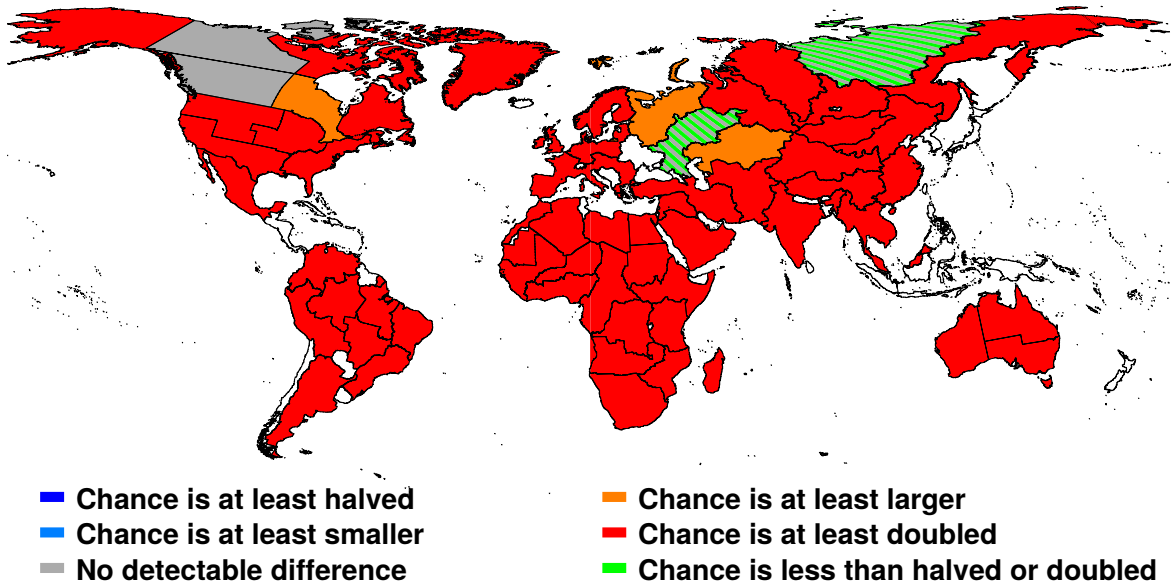 Chance is at least halved
Chance is at least smaller
No detectable difference
Chance is at least larger
Chance is at least doubled
Chance is less than halved or doubled